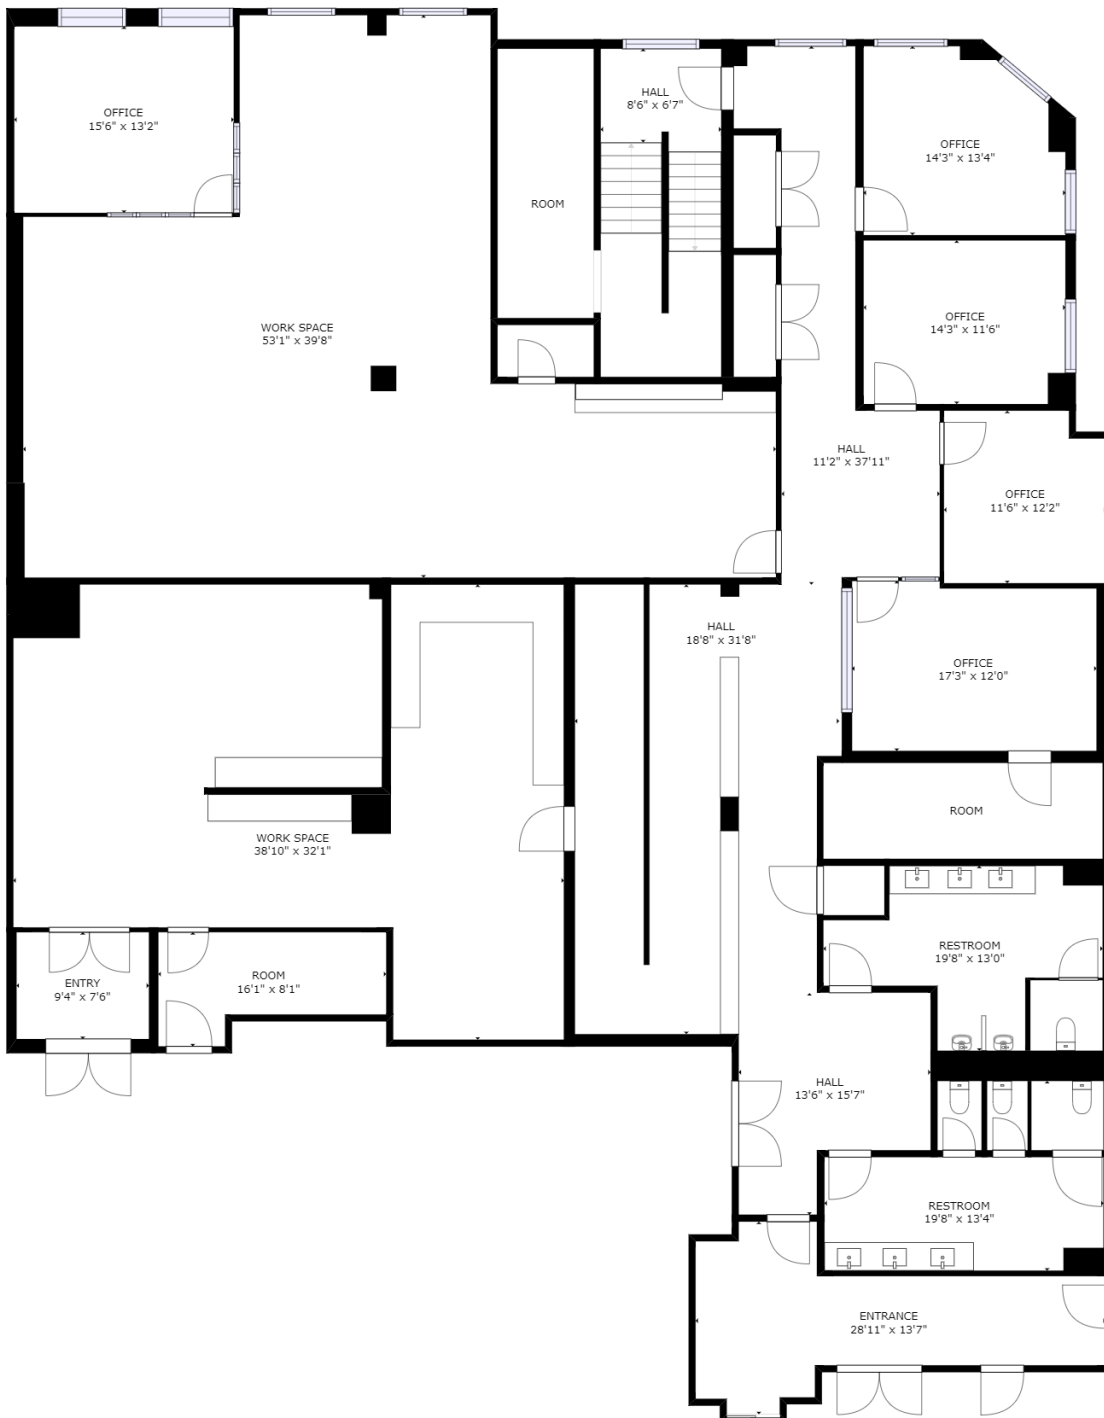 HALL
8'6" x 6'7"
OFFICE
15'6" x 13'2"
OFFICE
14'3" x 13'4"
ROOM
WORK SPACE
53'1" x 39'8"
OFFICE
14'3" x 11'6"
HALL
11'2" x 37'11"
OFFICE
11'6" x 12'2"
HALL
18'8" x 31'8"
OFFICE
17'3" x 12'0"
ROOM
WORK SPACE
38'10" x 32'1"
RESTROOM
19'8" x 13'0"
ROOM
16'1" x 8'1"
ENTRY
9'4" x 7'6"
HALL
13'6" x 15'7"
RESTROOM
19'8" x 13'4"
ENTRANCE
28'11" x 13'7"